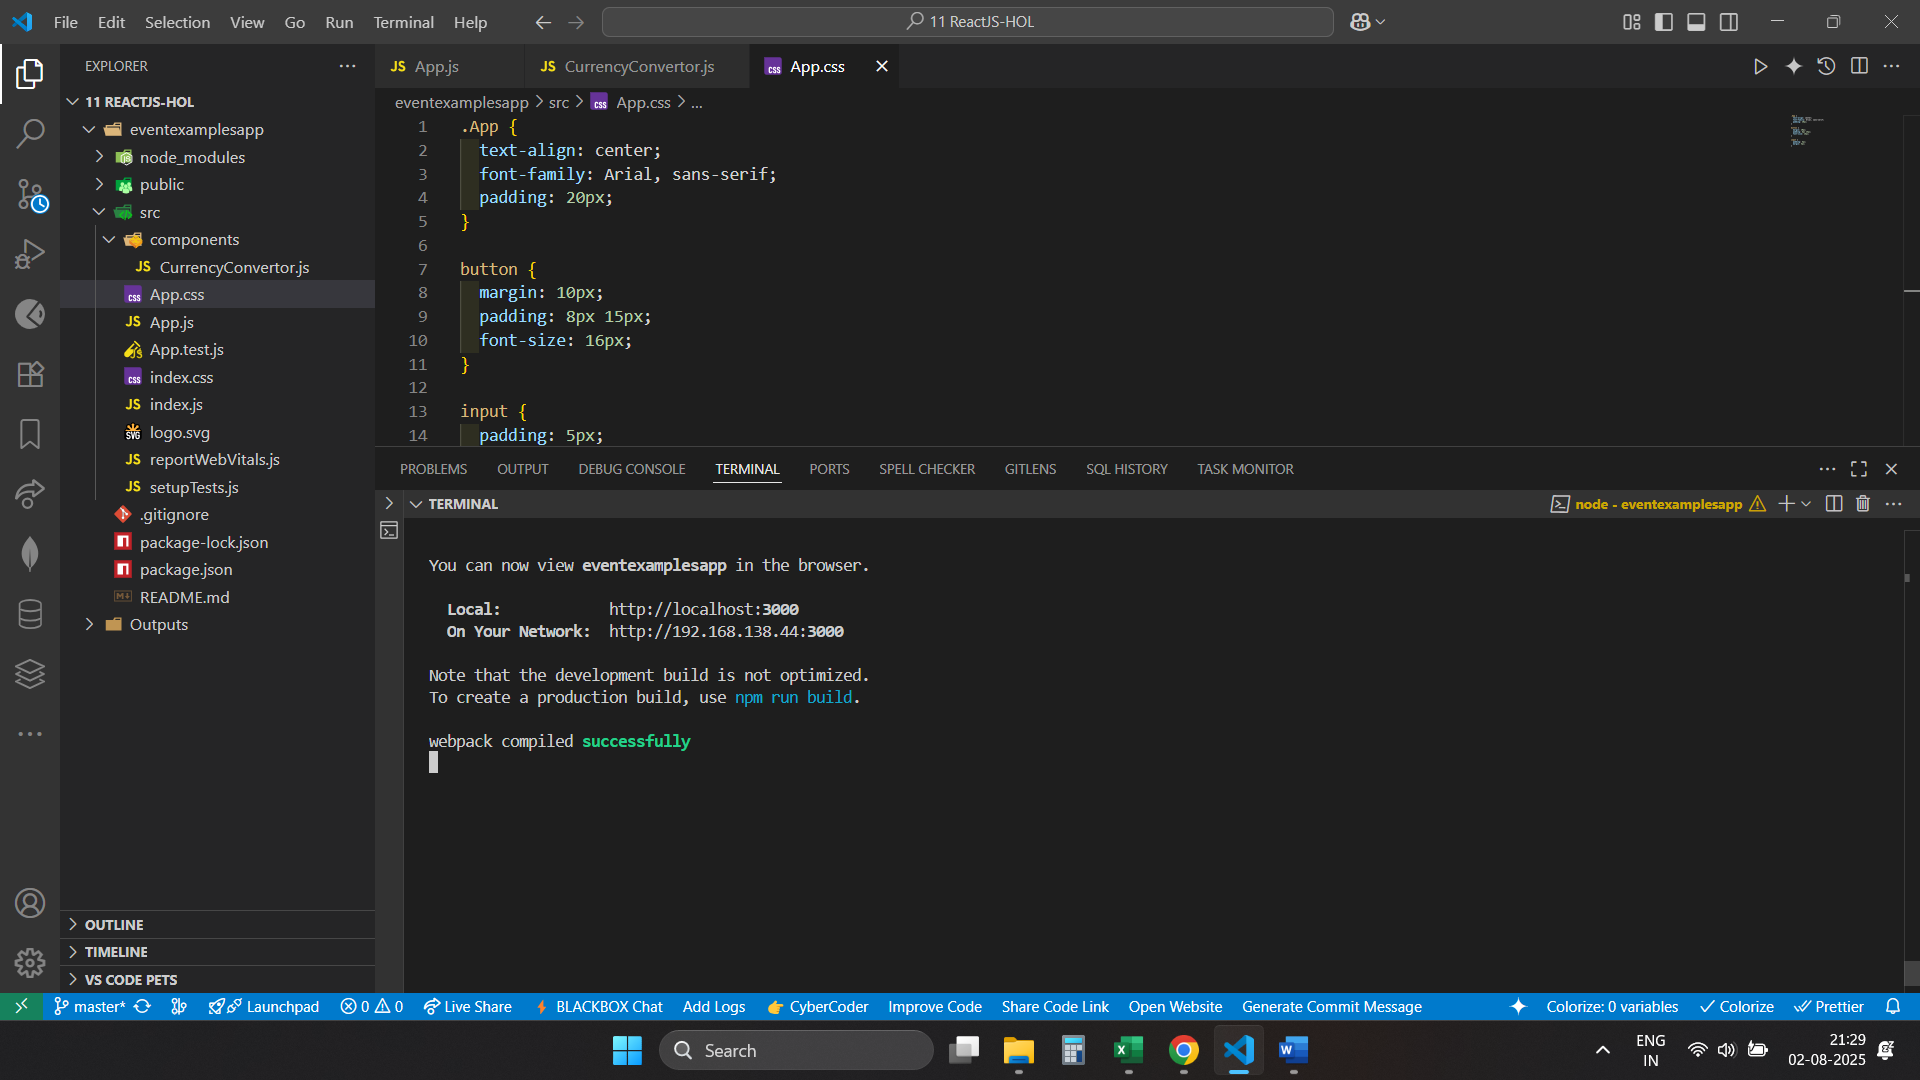 File Edit Selection View Go Run Terminal Help
11 ReactJS-HOL
EXPLORER
11 REACTJS-HOL
eventexamplesapp
node_modules
public
src
components
JS CurrencyConvertor.js
css App.css
JS App.js
App.test.js
css index.css
JS index.js
SVG logo.svg
JS reportWebVitals.js
JS setupTests.js
.gitignore
package-lock.json
package.json
README.md
Outputs
OUTLINE
TIMELINE
VS CODE PETS
JS App.js JS CurrencyConvertor.js css App.css
eventexamplesapp > src > css App.css > ...
1 .App {
2 text-align: center;
3 font-family: Arial, sans-serif;
4 padding: 20px;
5 }
6
7 button {
8 margin: 10px;
9 padding: 8px 15px;
10 font-size: 16px;
11 }
12
13 input {
14 padding: 5px;
PROBLEMS OUTPUT DEBUG CONSOLE TERMINAL PORTS SPELL CHECKER GITLENS SQL HISTORY TASK MONITOR
TERMINAL
node - eventexamplesapp
You can now view eventexamplesapp in the browser.
Local: http://localhost:3000
On Your Network: http://192.168.138.44:3000
Note that the development build is not optimized.
To create a production build, use npm run build.
webpack compiled successfully
master* Launchpad 0 0 Live Share BLACKBOX Chat Add Logs CyberCoder Improve Code Share Code Link Open Website Generate Commit Message Colorize: 0 variables Colorize Prettier
Search
ENG
IN
21:29
02-08-2025